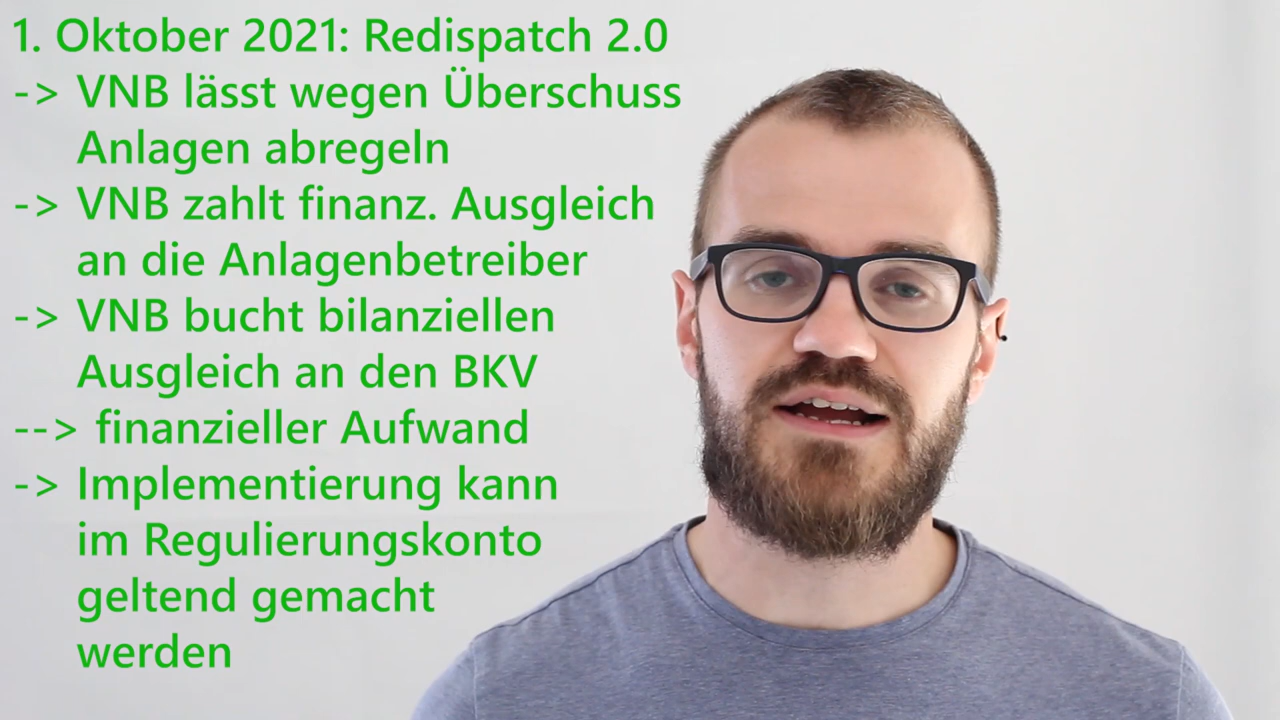 1. Oktober 2021: Redispatch 2.0
-> VNB lässt wegen Überschuss
Anlagen abregeln
-> VNB zahlt finanz. Ausgleich
an die Anlagenbetreiber
-> VNB bucht bilanziellen
Ausgleich an den BKV
--> finanzieller Aufwand
-> Implementierung kann
im Regulierungskonto
geltend gemacht
werden